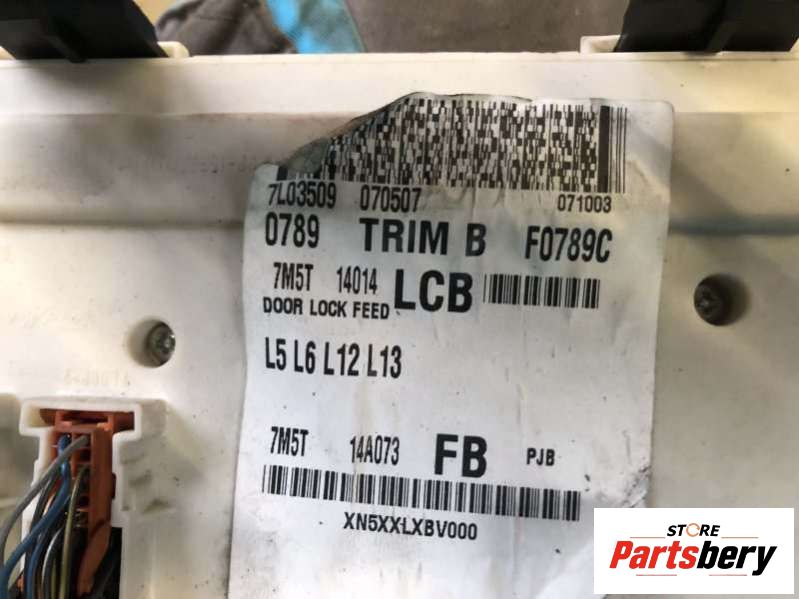 7L03509 070507 071003
0789 TRIM B F0789C
7M5T 14014 LCB
DOOR LOCK FEED
L5 L6 L12 L13
7M5T 14A073 FB PJB
XN5XXLXBV000
STORE
Partsbery